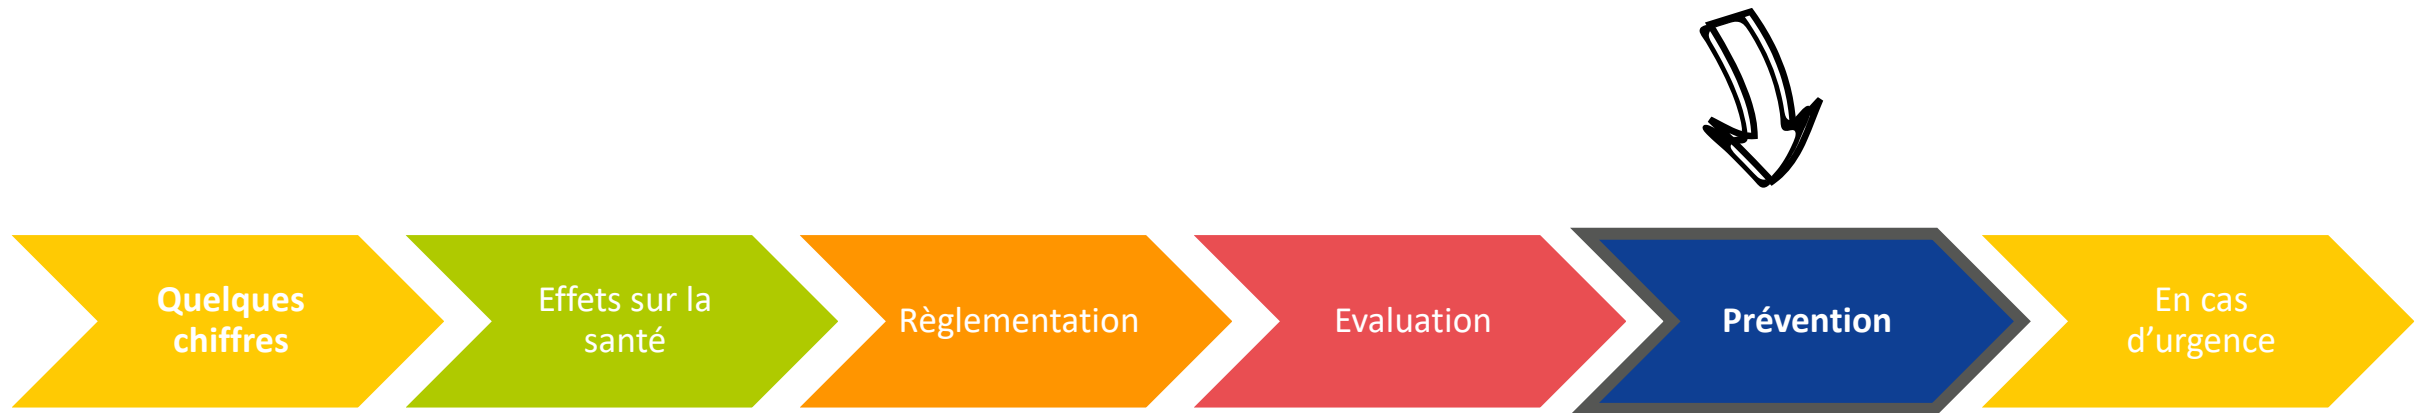 Quelques
chiffres
Effets sur la
santé
Règlementation
Evaluation
Prévention
En cas
d’urgence